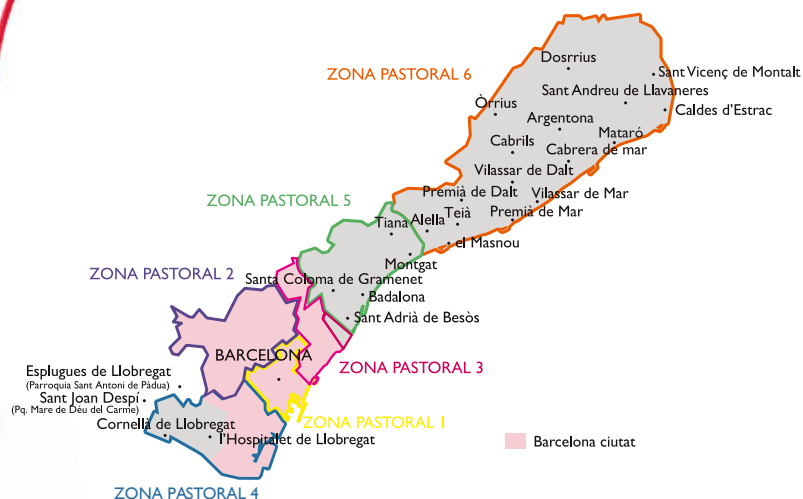 Dosrrius
ZONA PASTORAL 6
Sant Vicenç de Montalt
Sant Andreu de Llavaneres
Òrrius
Caldes d'Estrac
Argentona
Mataró
Cabrils
Cabrera de mar
Vilassar de Dalt
Premià de Dalt
Vilassar de Mar
ZONA PASTORAL 5
Teià
Premià de Mar
Tiana
Alella
el Masnou
Montgat
ZONA PASTORAL 2
Santa Coloma de Gramenet
Badalona
Sant Adrià de Besòs
BARCELONA
ZONA PASTORAL 3
Esplugues de Llobregat
(Parroquia Sant Antoni de Pàdua)
Sant Joan Despí
(Pq. Mare de Déu del Carme)
Cornellà de Llobregat
ZONA PASTORAL 1
l'Hospitalet de Llobregat
Barcelona ciutat
ZONA PASTORAL 4